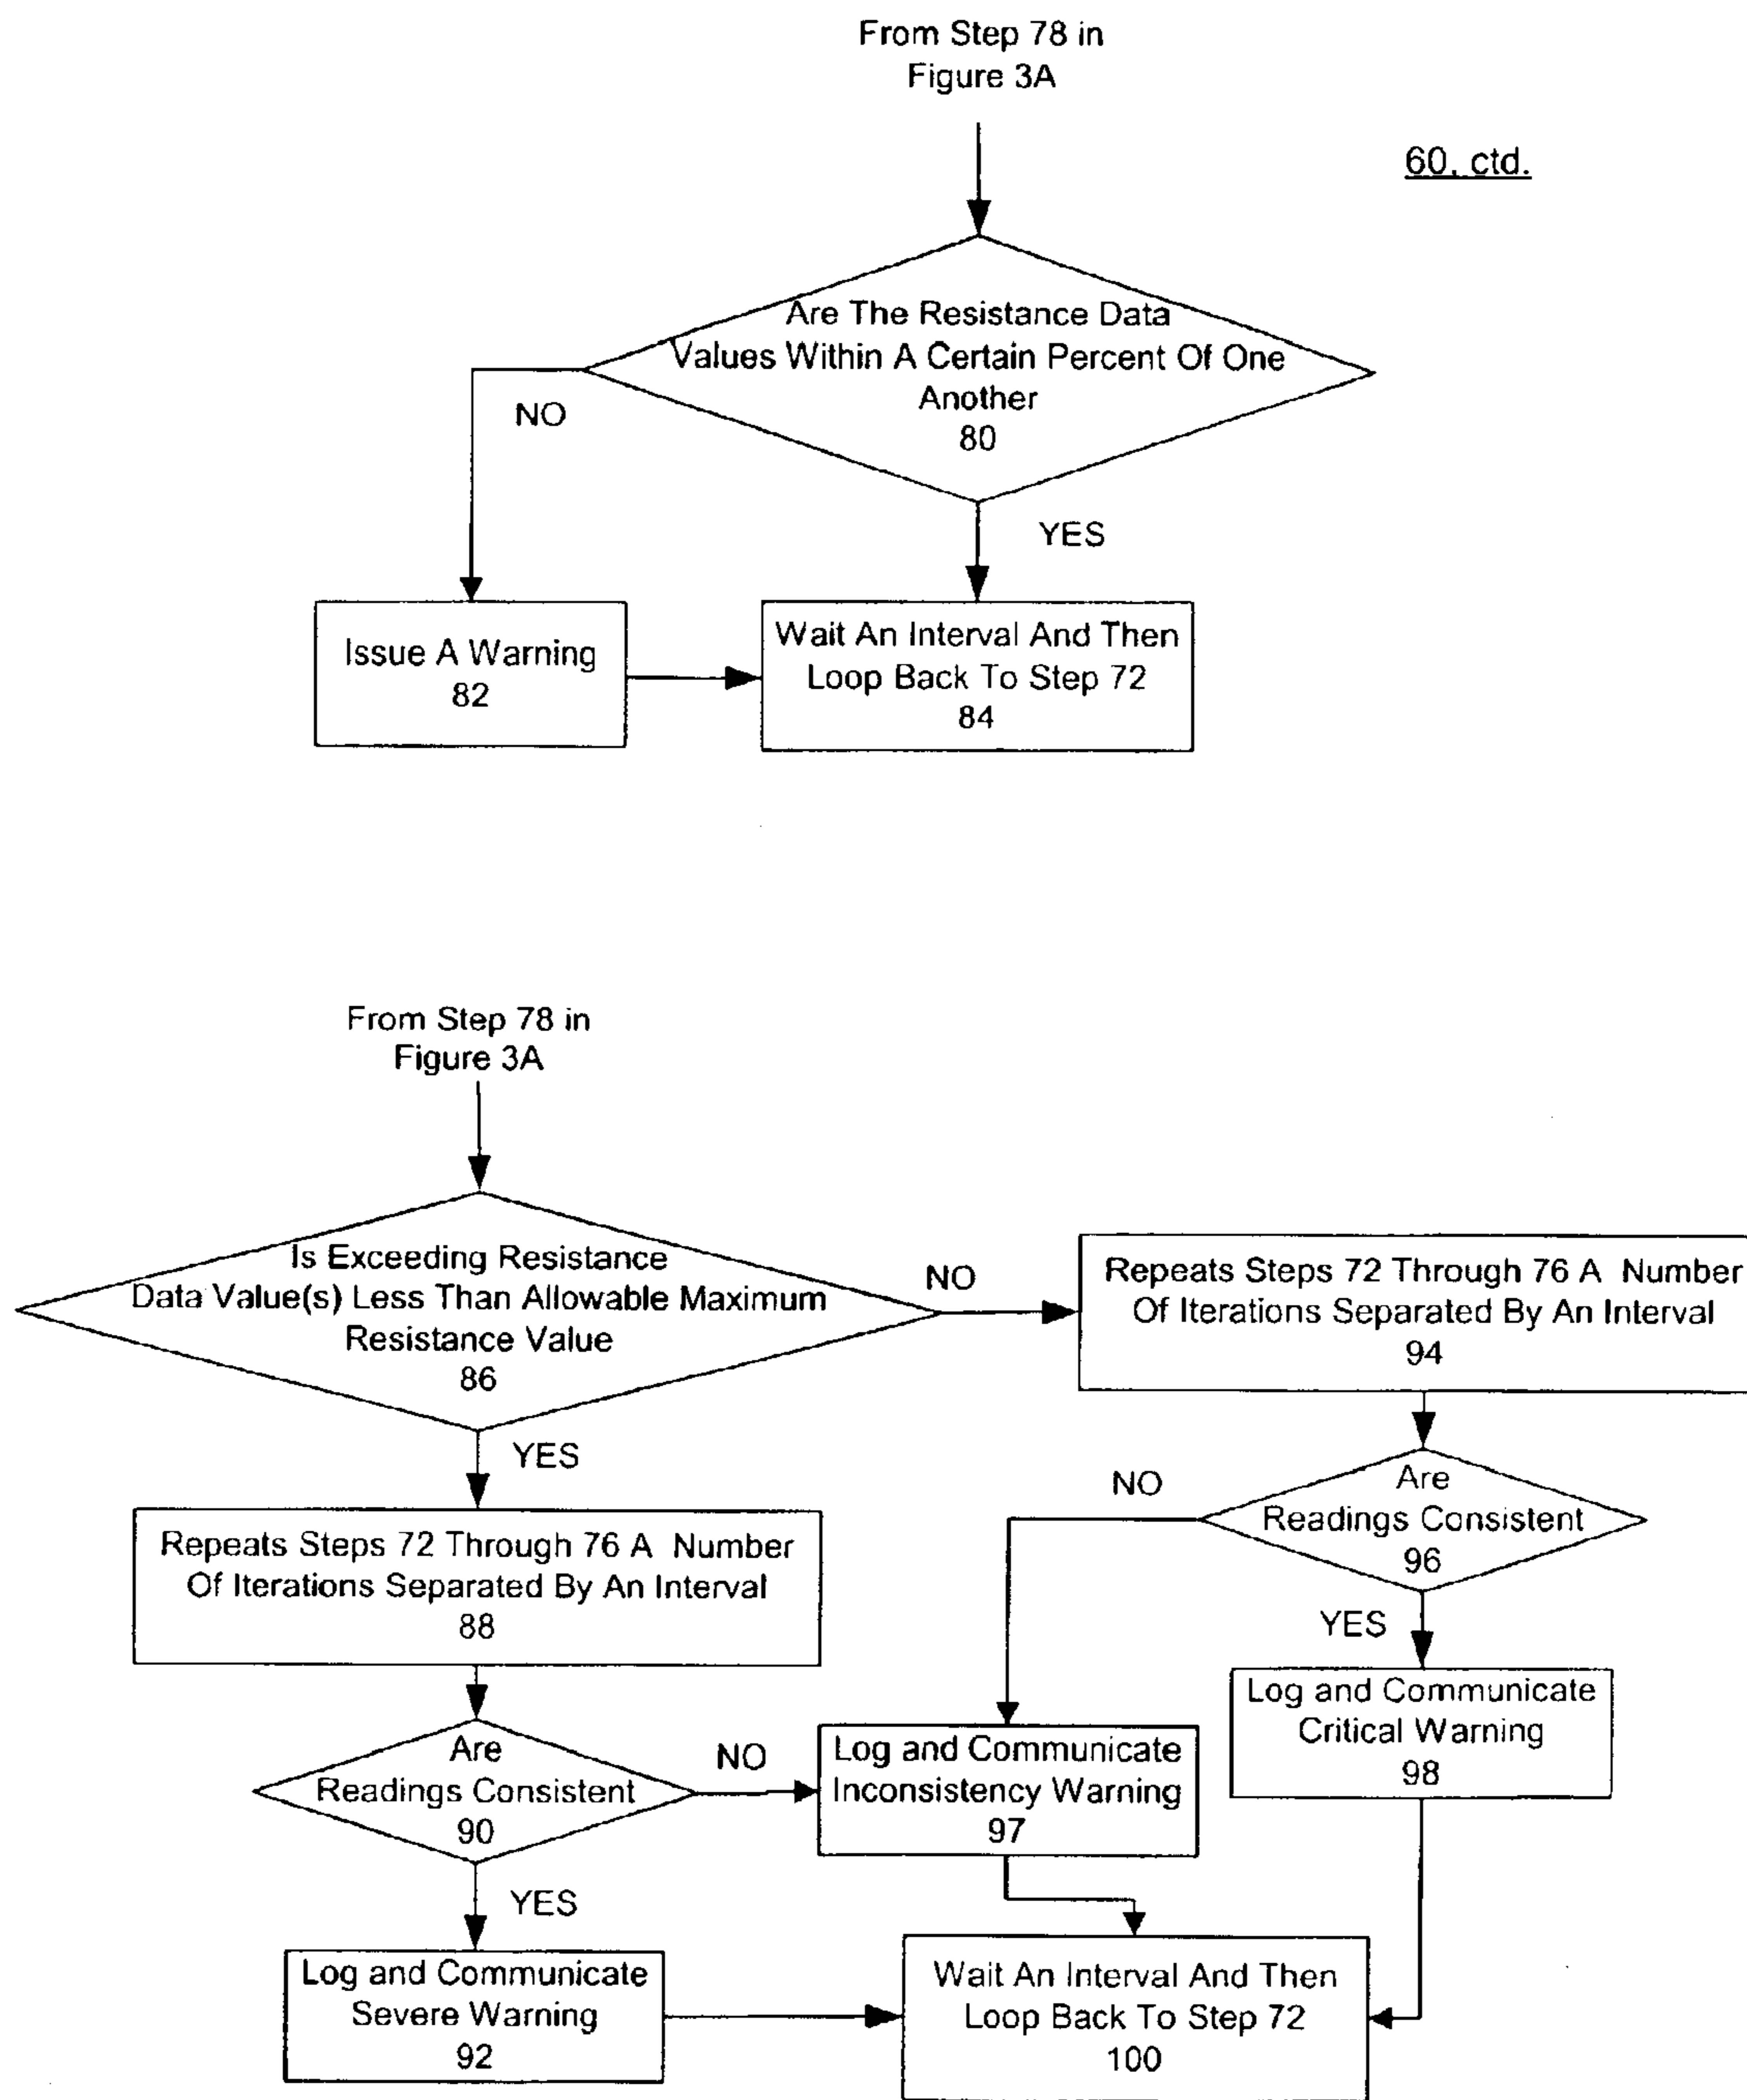 From Step 78 in
Figure 3A
60, ctd.
Are The Resistance Data
Values Within A Certain Percent Of One
Another
80
NO
YES
Issue A Warning
82
Wait An Interval And Then
Loop Back To Step 72
84
From Step 78 in
Figure 3A
Is Exceeding Resistance
Data Value(s) Less Than Allowable Maximum
Resistance Value
86
NO
Repeats Steps 72 Through 76 A Number
Of Iterations Separated By An Interval
94
YES
Repeats Steps 72 Through 76 A Number
Of Iterations Separated By An Interval
88
NO
Are
Readings Consistent
96
YES
Log and Communicate
Critical Warning
98
Are
Readings Consistent
90
NO
Log and Communicate
Inconsistency Warning
97
YES
Log and Communicate
Severe Warning
92
Wait An Interval And Then
Loop Back To Step 72
100